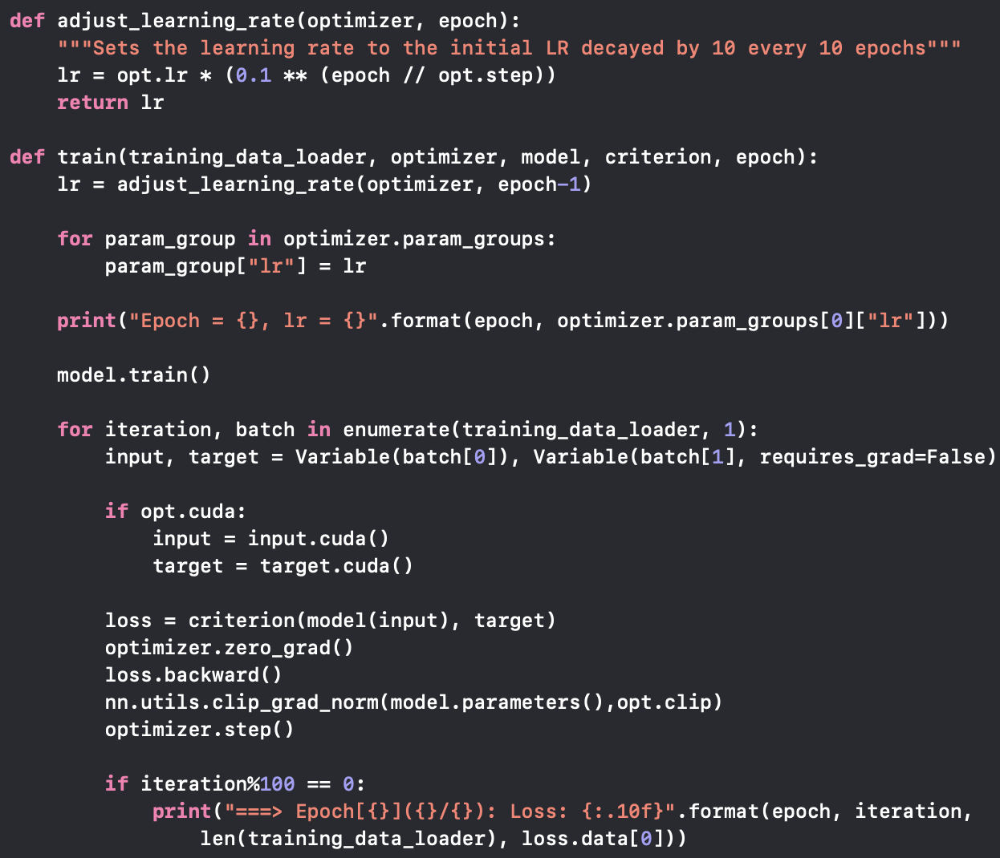 def adjust_learning_rate(optimizer, epoch):
    """Sets the learning rate to the initial LR decayed by 10 every 10 epochs"""
    lr = opt.lr * (0.1 ** (epoch // opt.step))
    return lr

def train(training_data_loader, optimizer, model, criterion, epoch):
    lr = adjust_learning_rate(optimizer, epoch-1)

    for param_group in optimizer.param_groups:
        param_group["lr"] = lr

    print("Epoch = {}, lr = {}".format(epoch, optimizer.param_groups[0]["lr"]))

    model.train()

    for iteration, batch in enumerate(training_data_loader, 1):
        input, target = Variable(batch[0]), Variable(batch[1], requires_grad=False)

        if opt.cuda:
            input = input.cuda()
            target = target.cuda()

        loss = criterion(model(input), target)
        optimizer.zero_grad()
        loss.backward()
        nn.utils.clip_grad_norm(model.parameters(),opt.clip)
        optimizer.step()

        if iteration%100 == 0:
            print("===> Epoch[{}]({}/{}): Loss: {:.10f}".format(epoch, iteration,
                len(training_data_loader), loss.data[0]))